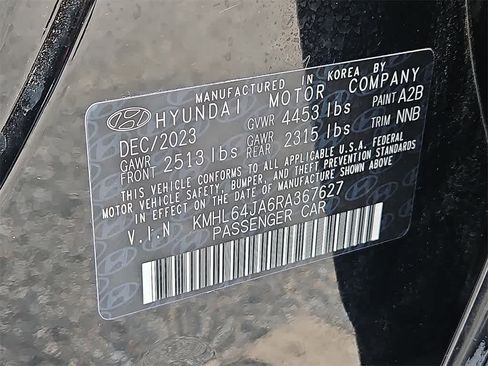 MANUFACTURED IN KOREA BY
HYUNDAI MOTOR COMPANY
DEC/2023 GVWR 4453 lbs PAINT A2B
GAWR FRONT 2513 lbs GAWR REAR 2315 lbs TRIM NNB
THIS VEHICLE CONFORMS TO ALL APPLICABLE U.S.A. FEDERAL
MOTOR VEHICLE SAFETY, BUMPER, AND THEFT PREVENTION STANDARDS
IN EFFECT ON THE DATE OF MANUFACTURE SHOWN ABOVE.
V.I.N KMHL64JA6RA367627
PASSENGER CAR